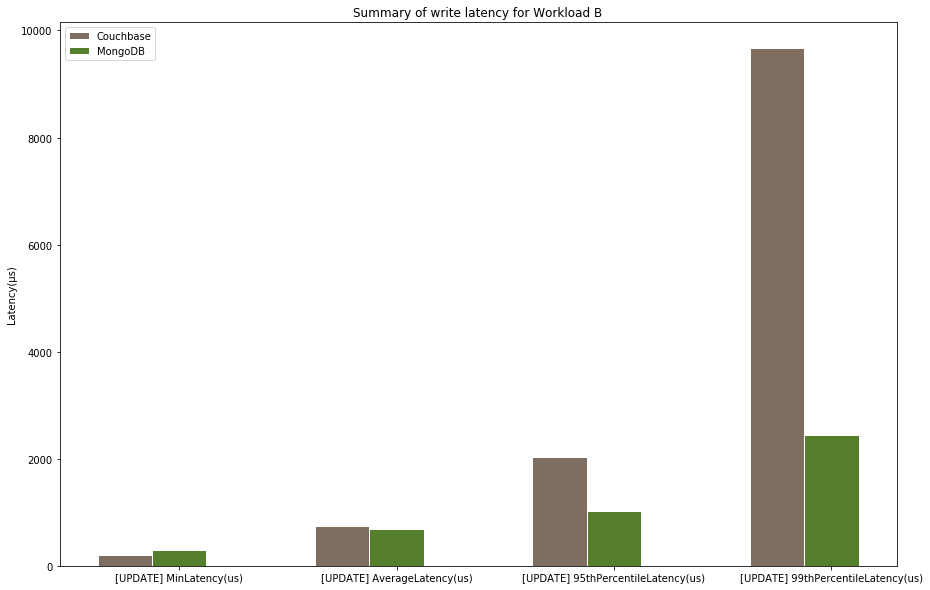 Summary of write latency for Workload B
Couchbase
MongoDB
10000
8000
6000
4000
2000
0
Latency(μs)
[UPDATE] MinLatency(us)
[UPDATE] AverageLatency(us)
[UPDATE] 95thPercentileLatency(us)
[UPDATE] 99thPercentileLatency(us)